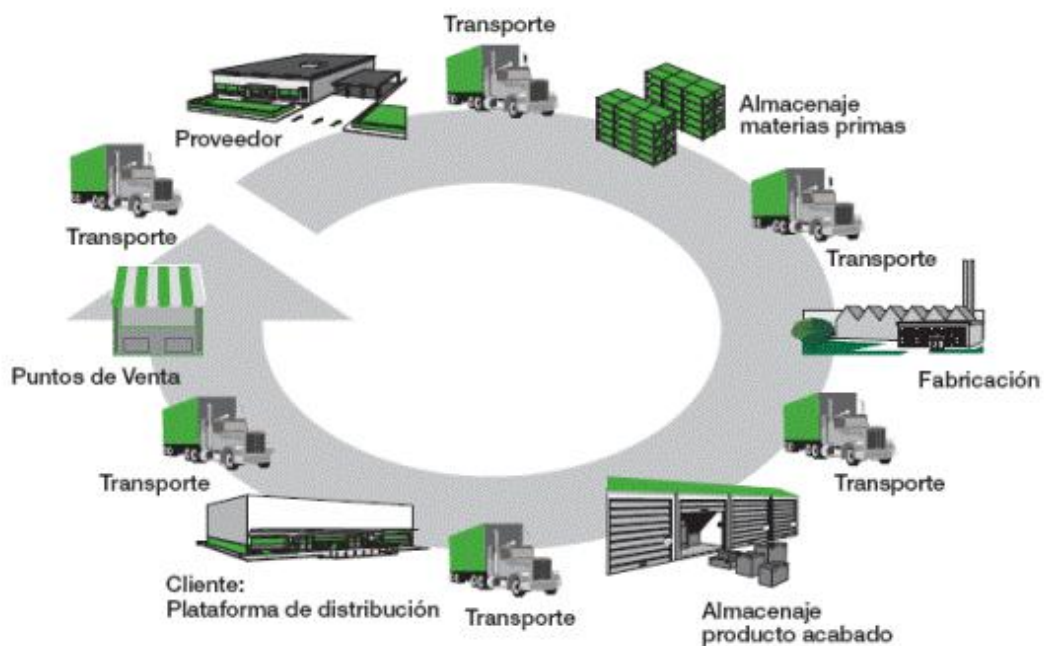 Transporte
Proveedor
Almacenaje
materias primas
Transporte
Transporte
Fabricación
Puntos de Venta
Transporte
Transporte
Cliente:
Plataforma de distribución
Transporte
Almacenaje
producto acabado